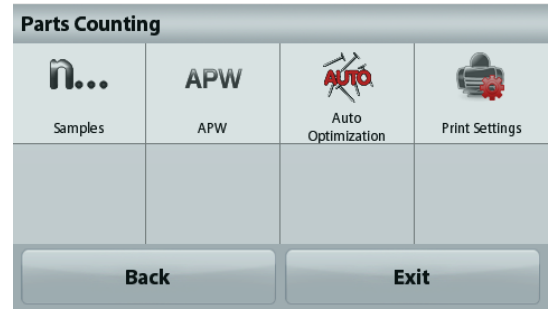 Parts Counting
n...
APW
AUTO
Samples
APW
Auto
Optimization
Print Settings
Back
Exit